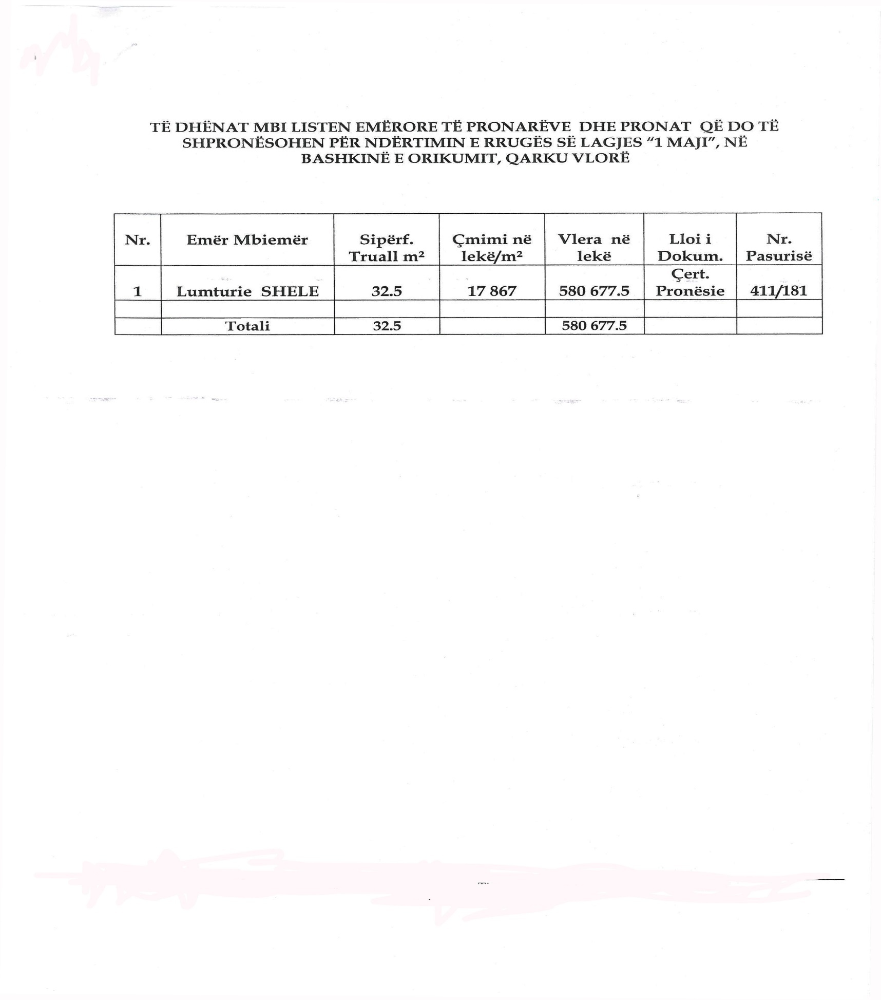 TË DHËNAT MBI LISTEN EMËRORE TË PRONARËVE DHE PRONAT QË DO TË
SHPRONËSOHEN PËR NDËRTIMIN E RRUGËS SË LAGJES “1 MAJI”, NË
BASHKINË E ORIKUMIT, QARKU VLORË
Nr. Emër Mbiemër Sipërf. Truall m² Çmimi në lekë/m² Vlera në lekë Lloi i Dokum. Nr. Pasurisë
1 Lumturie SHELE 32.5 17 867 580 677.5 Çert. Pronësie 411/181
Totali 32.5 580 677.5